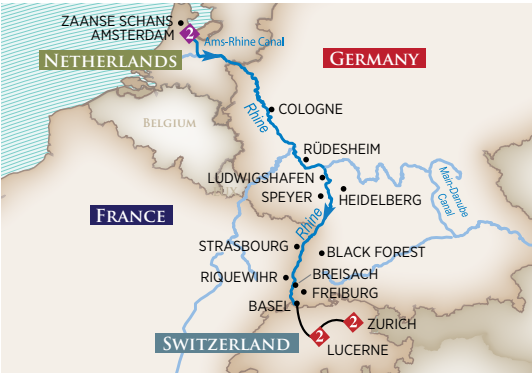 ZAANSE SCHANS
AMSTERDAM
2
Ams-Rhine Canal
NETHERLANDS
GERMANY
BELGIUM
COLOGNE
Rhine
RÜDESHEIM
LUDWIGSHAFEN
SPEYER
HEIDELBERG
Main-Danube
Canal
FRANCE
Rhine
STRASBOURG
BLACK FOREST
RIQUEWIHR
BREISACH
FREIBURG
BASEL
2
ZURICH
2
SWITZERLAND
LUCERNE